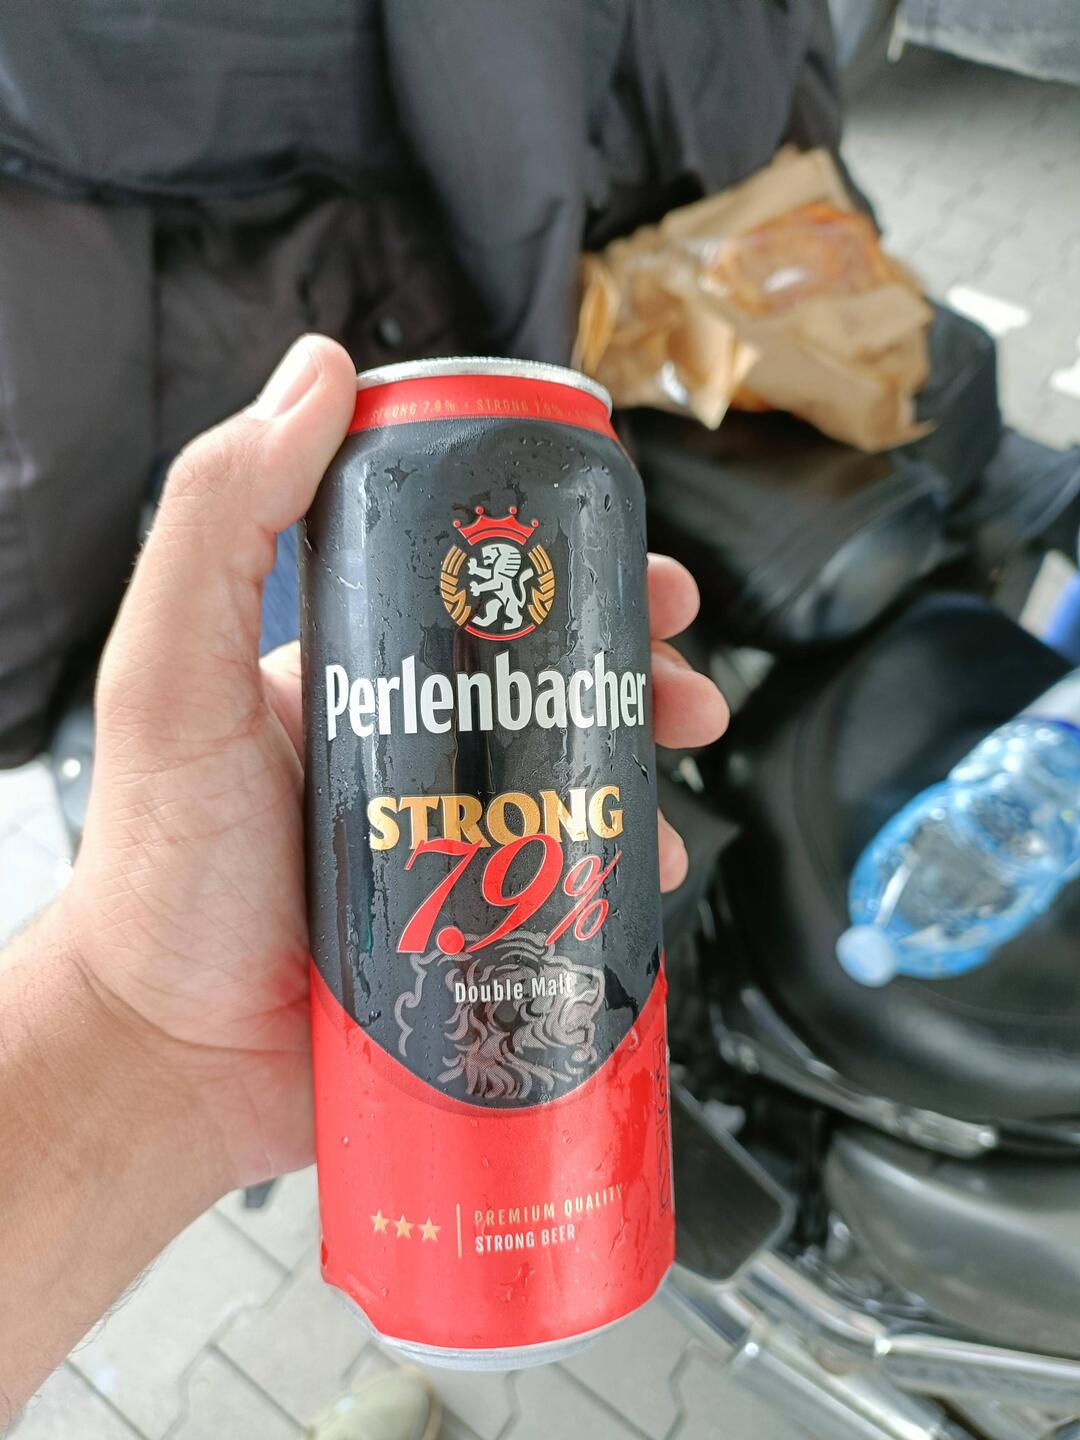 STRONG 7.9% • STRONG 7.9% •
Perlenbacher
STRONG
7.9%
Double Malt
PREMIUM QUALITY
STRONG BEER